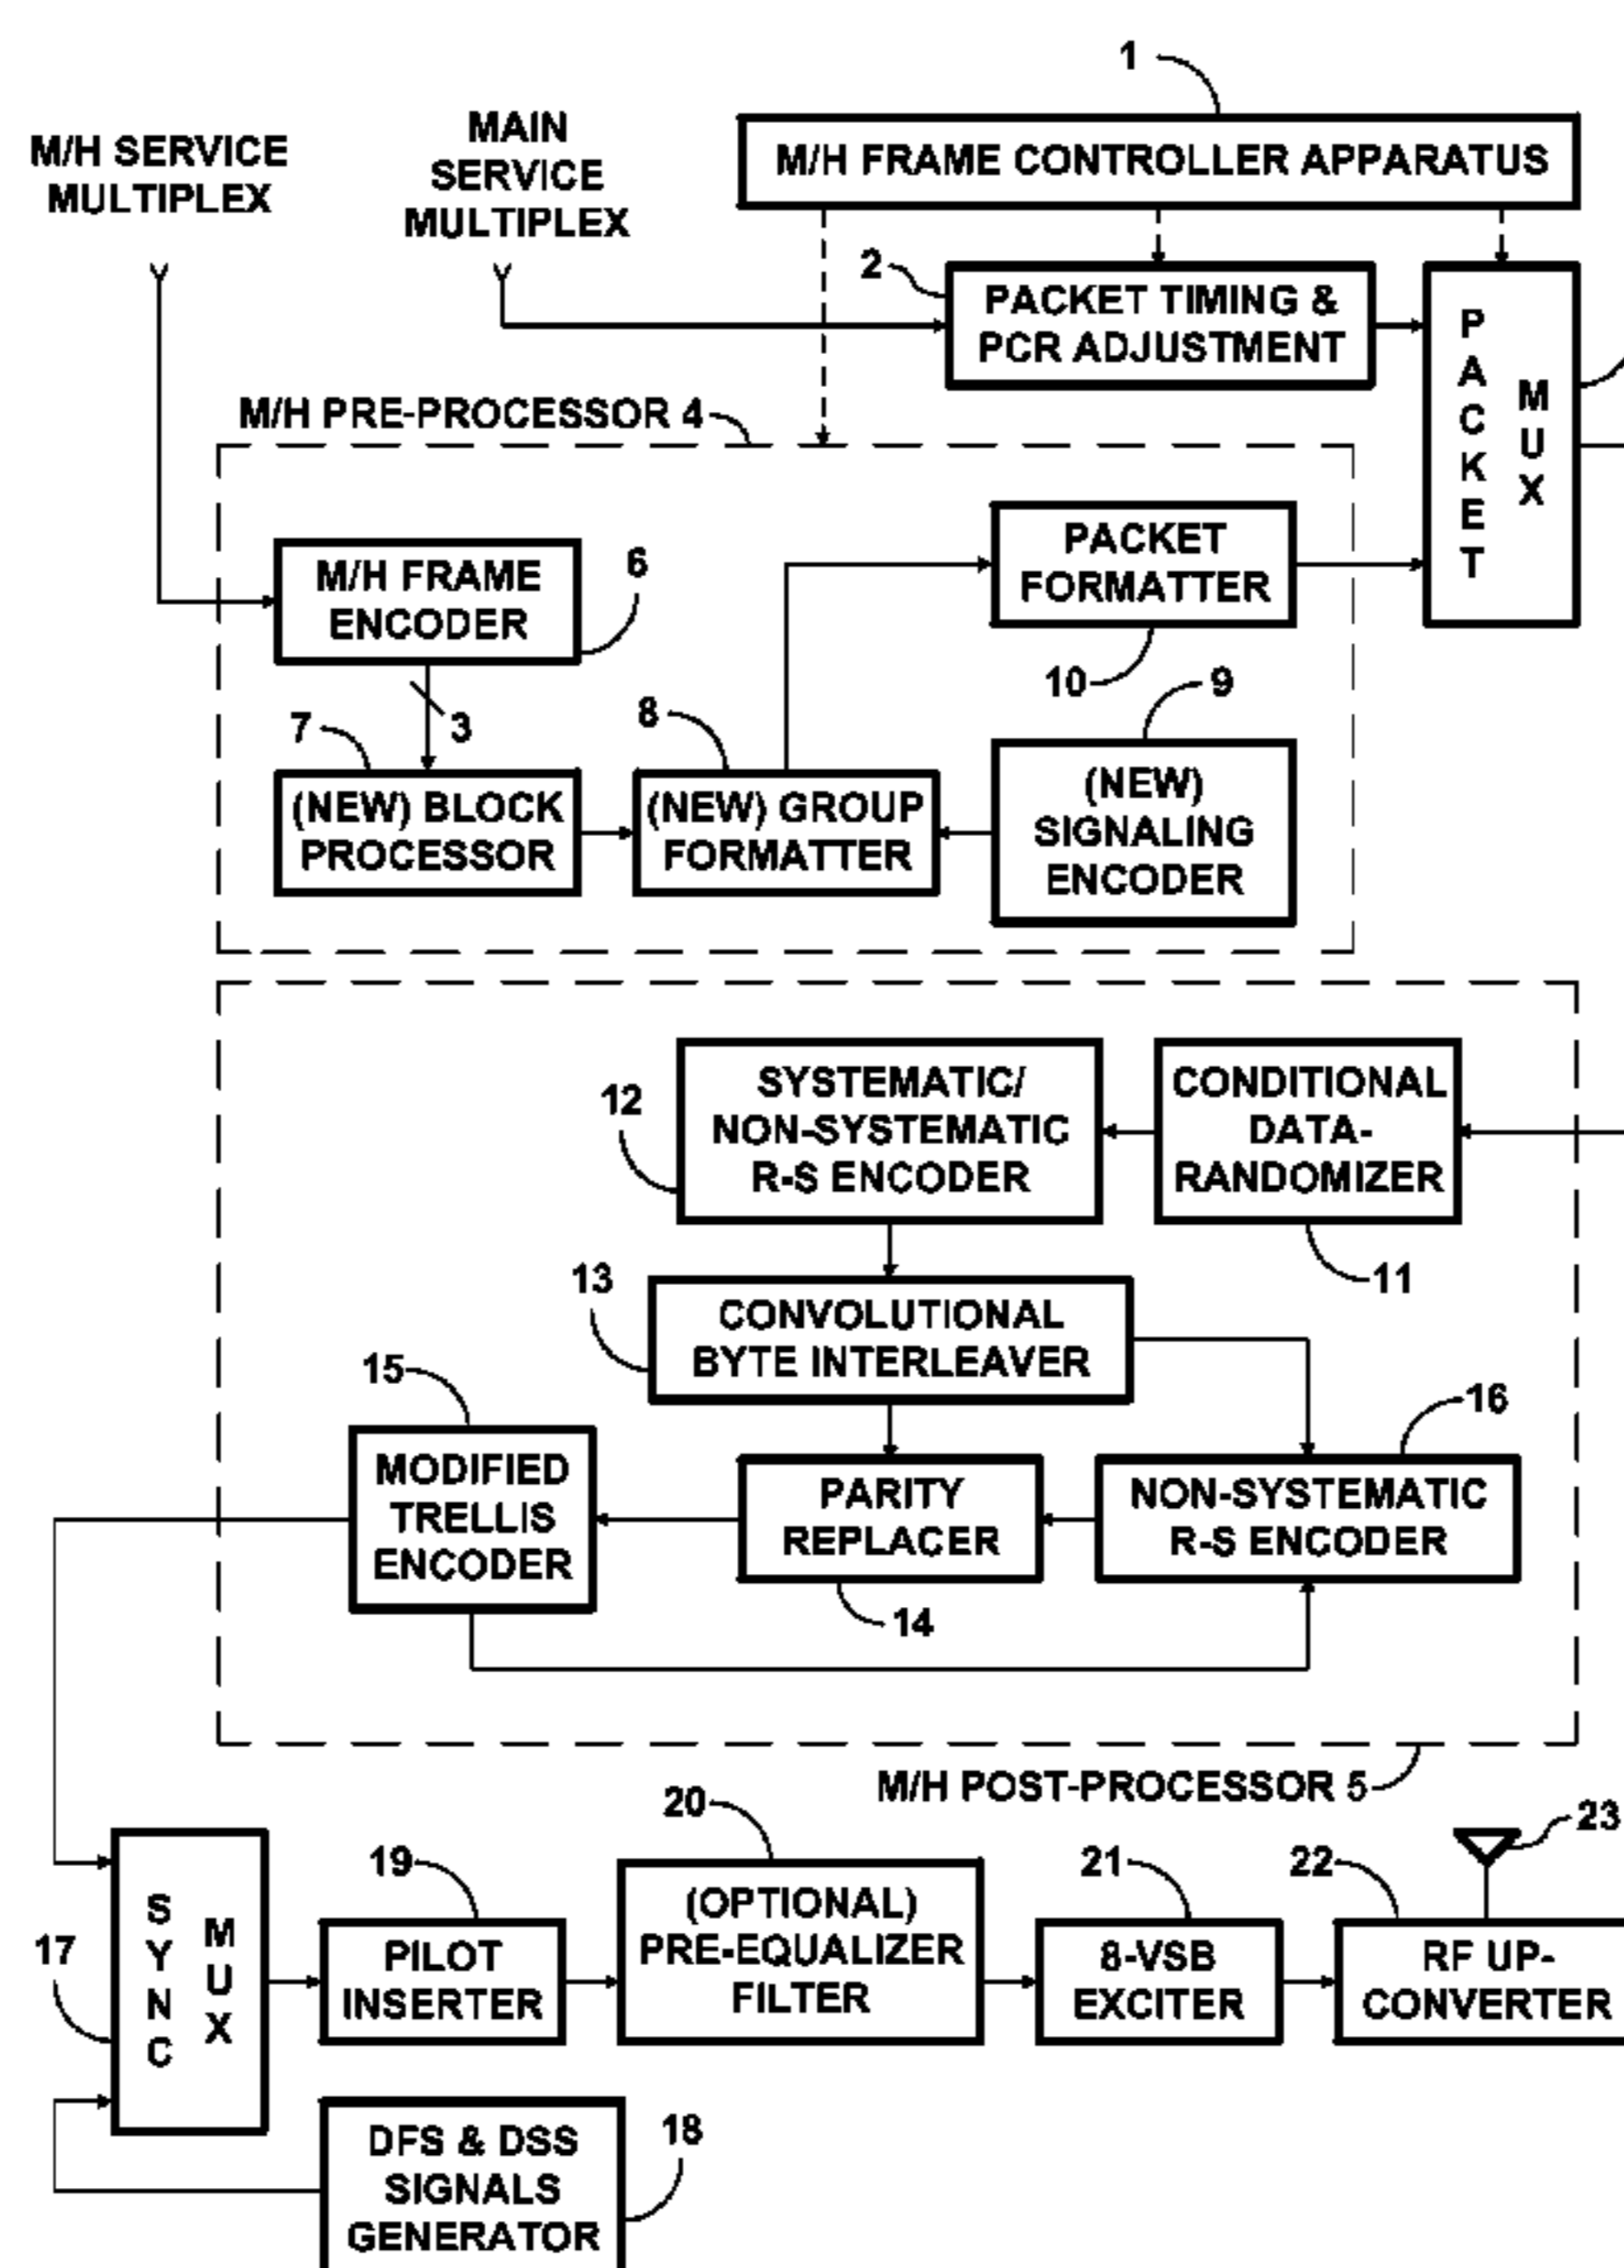 1
M/H SERVICE
MULTIPLEX
MAIN
SERVICE
MULTIPLEX
M/H FRAME CONTROLLER APPARATUS
2
PACKET TIMING &
PCR ADJUSTMENT
PACKET
MUX
M/H PRE-PROCESSOR 4
M/H FRAME
ENCODER
6
PACKET
FORMATTER
10
9
3
7
8
(NEW) BLOCK
PROCESSOR
(NEW) GROUP
FORMATTER
(NEW)
SIGNALING
ENCODER
12
SYSTEMATIC/
NON-SYSTEMATIC
R-S ENCODER
CONDITIONAL
DATA-
RANDOMIZER
11
13
CONVOLUTIONAL
BYTE INTERLEAVER
15
16
MODIFIED
TRELLIS
ENCODER
PARITY
REPLACER
NON-SYSTEMATIC
R-S ENCODER
14
M/H POST-PROCESSOR 5
17
SYNC
MUX
19
PILOT
INSERTER
20
(OPTIONAL)
PRE-EQUALIZER
FILTER
21
8-VSB
EXCITER
22
23
RF UP-
CONVERTER
DFS & DSS
SIGNALS
GENERATOR
18